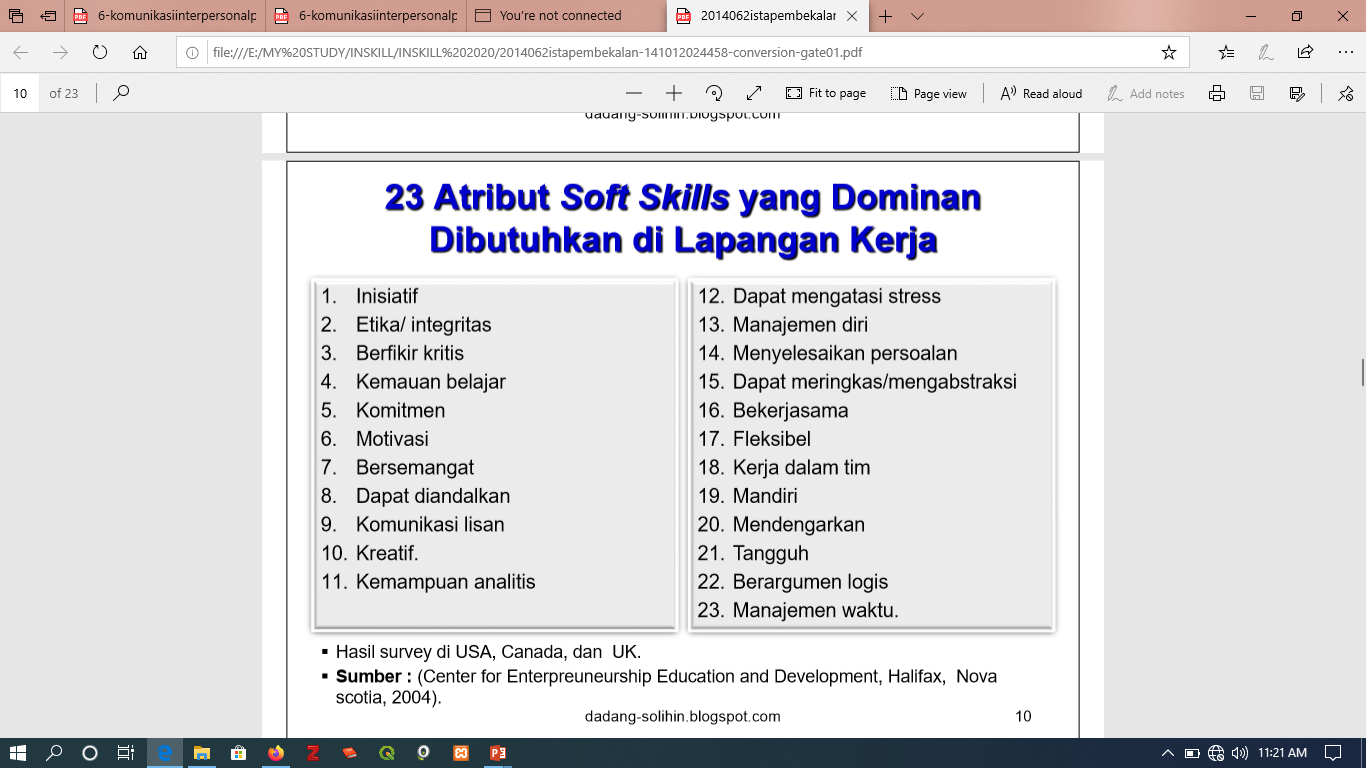 6-komunikasiinterpersonalp
6-komunikasiinterpersonalp
You're not connected
2014062istapembekalar
file:///E:/MY%20STUDY/INSKILL/INSKILL%202020/2014062istapembekalan-141012024458-conversion-gate01.pdf
10 of 23
Fit to page
Page view
Read aloud
Add notes
dadang-solihin.blogspot.com
23 Atribut Soft Skills yang Dominan
Dibutuhkan di Lapangan Kerja
1. Inisiatif
2. Etika/ integritas
3. Berfikir kritis
4. Kemauan belajar
5. Komitmen
6. Motivasi
7. Bersemangat
8. Dapat diandalkan
9. Komunikasi lisan
10. Kreatif.
11. Kemampuan analitis
12. Dapat mengatasi stress
13. Manajemen diri
14. Menyelesaikan persoalan
15. Dapat meringkas/mengabstraksi
16. Bekerjasama
17. Fleksibel
18. Kerja dalam tim
19. Mandiri
20. Mendengarkan
21. Tangguh
22. Berargumen logis
23. Manajemen waktu.
▪ Hasil survey di USA, Canada, dan UK.
▪ Sumber : (Center for Enterpreuneurship Education and Development, Halifax, Nova
scotia, 2004).
dadang-solihin.blogspot.com
10
11:21 AM